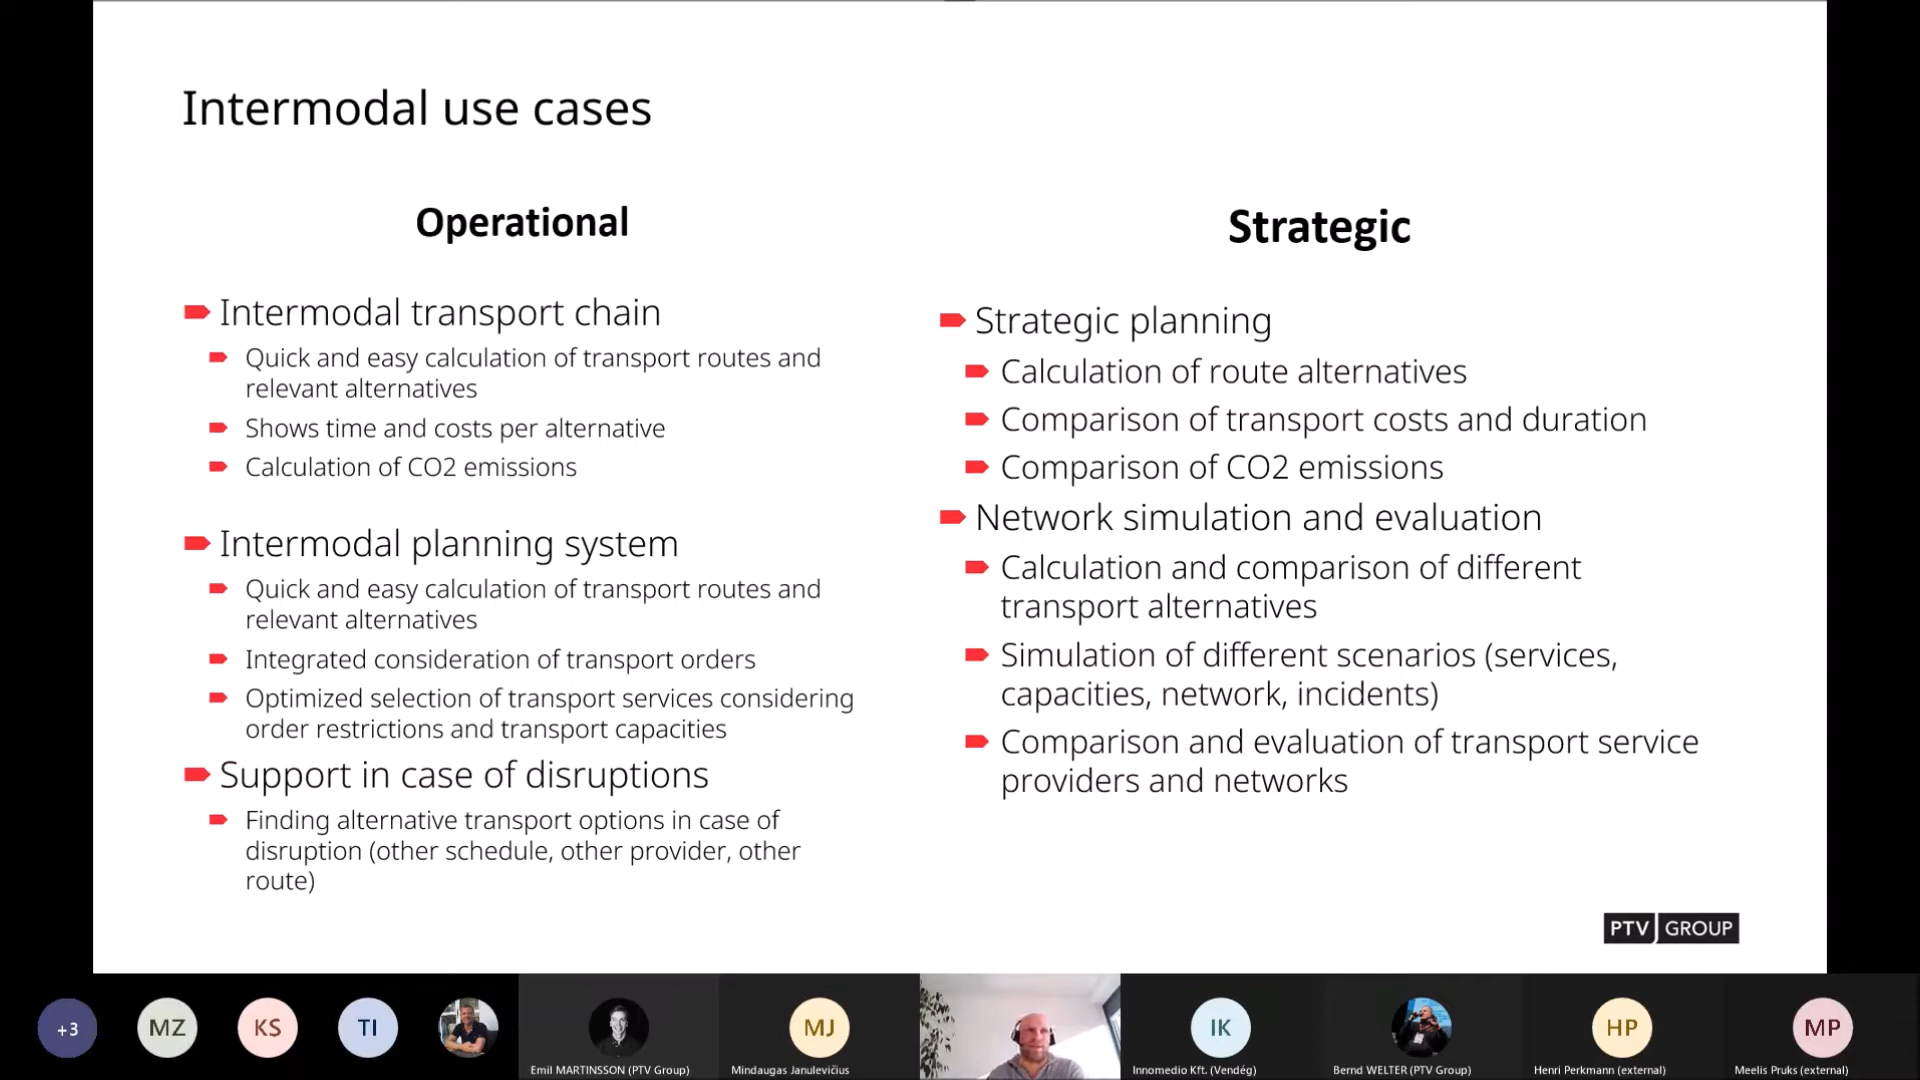 Intermodal use cases
Operational
Intermodal transport chain
Quick and easy calculation of transport routes and
relevant alternatives
Shows time and costs per alternative
Calculation of CO2 emissions
Intermodal planning system
Quick and easy calculation of transport routes and
relevant alternatives
Integrated consideration of transport orders
Optimized selection of transport services considering
order restrictions and transport capacities
Support in case of disruptions
Finding alternative transport options in case of
disruption (other schedule, other provider, other
route)
Strategic
Strategic planning
Calculation of route alternatives
Comparison of transport costs and duration
Comparison of CO2 emissions
Network simulation and evaluation
Calculation and comparison of different
transport alternatives
Simulation of different scenarios (services,
capacities, network, incidents)
Comparison and evaluation of transport service
providers and networks
PTV GROUP
+3
MZ
KS
TI
Emil MARTINSSON (PTV Group)
MJ
Mindaugas Janulevičius
IK
Innomedio Kft. (Vendég)
Bernd WELTER (PTV Group)
HP
Henri Perkmann (external)
MP
Meelis Pruks (external)